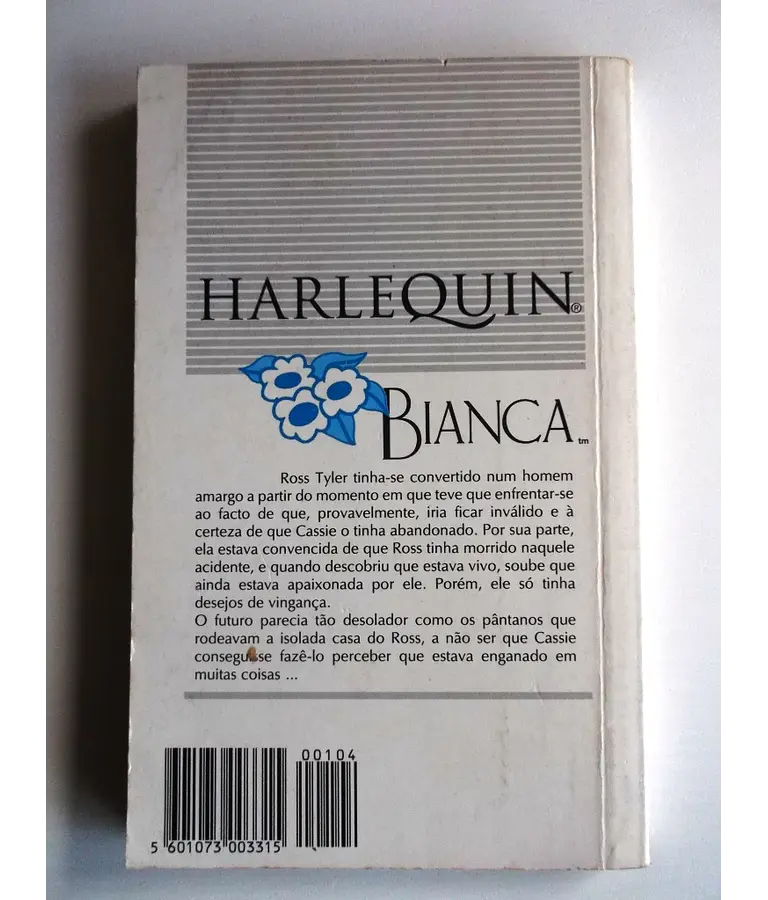 HARLEQUIN®
BIANCA™
Ross Tyler tinha-se convertido num homem
amargo a partir do momento em que teve que enfrentar-se
ao facto de que, provavelmente, iria ficar inválido e à
certeza de que Cassie o tinha abandonado. Por sua parte,
ela estava convencida de que Ross tinha morrido naquele
acidente, e quando descobriu que estava vivo, soube que
ainda estava apaixonada por ele. Porém, ele só tinha
desejos de vingança.
O futuro parecia tão desolador como os pântanos que
rodeavam a isolada casa do Ross, a não ser que Cassie
conseguisse fazê-lo perceber que estava enganado em
muitas coisas ...
00104
5 601073 003315